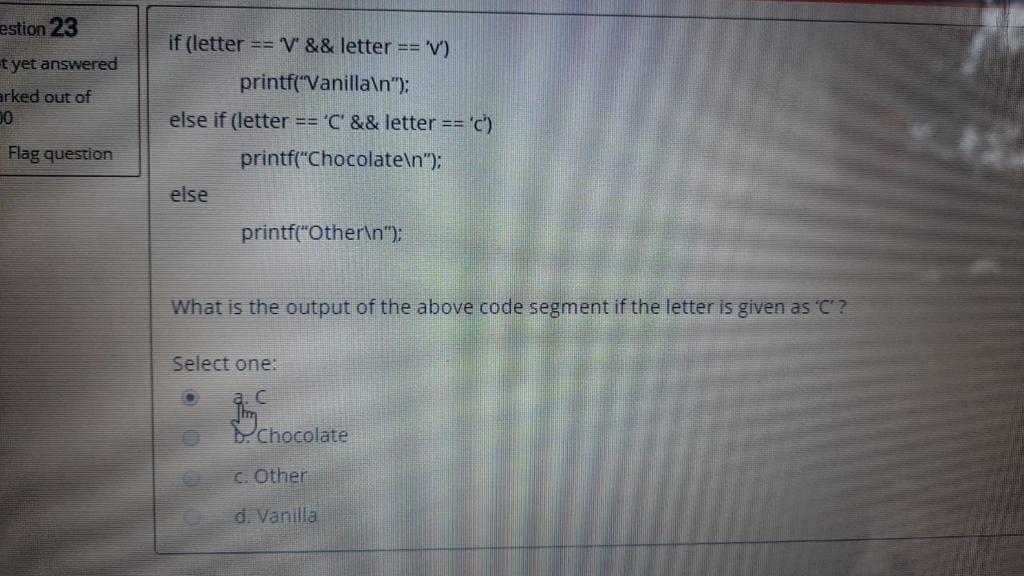 estion 23
t yet answered
arked out of
00
Flag question
if (letter == 'V' && letter == 'v')
printf("Vanilla\n");
else if (letter == 'C' && letter == 'c')
printf("Chocolate\n");
else
printf("Other\n");
What is the output of the above code segment if the letter is given as 'C' ?
Select one:
a. C
b. Chocolate
c. Other
d. Vanilla